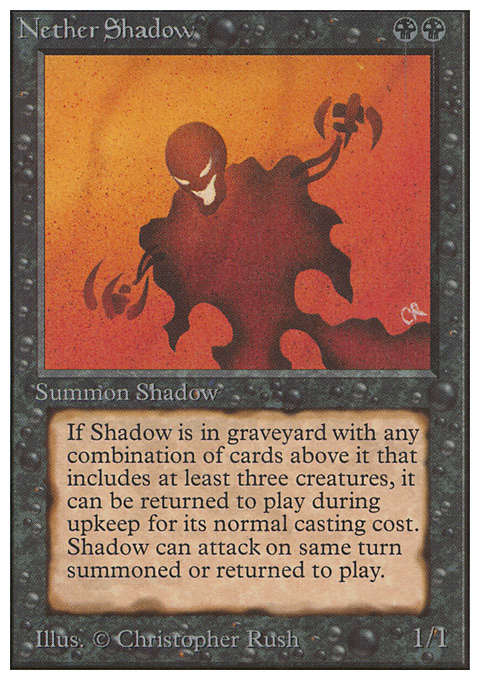 Nether Shadow
CR
Summon Shadow
If Shadow is in graveyard with any
combination of cards above it that
includes at least three creatures, it
can be returned to play during
upkeep for its normal casting cost.
Shadow can attack on same turn
summoned or returned to play.
Illus. © Christopher Rush 1/1